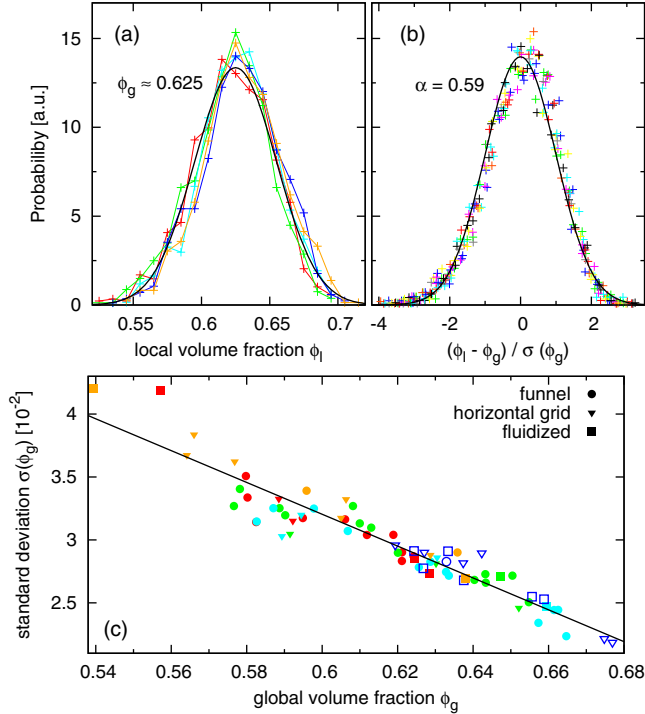 (a)
ϕg ≈ 0.625
(b)
α = 0.59
Probabiliby [a.u.]
15
10
5
0
0.55 0.6 0.65 0.7
local volume fraction ϕl
-4 -2 0 2
(ϕl - ϕg) / σ (ϕg)
funnel
horizontal grid
fluidized
standard deviation σ(ϕg) [10-2]
4
3.5
3
2.5
(c)
0.54 0.56 0.58 0.6 0.62 0.64 0.66 0.68
global volume fraction ϕg